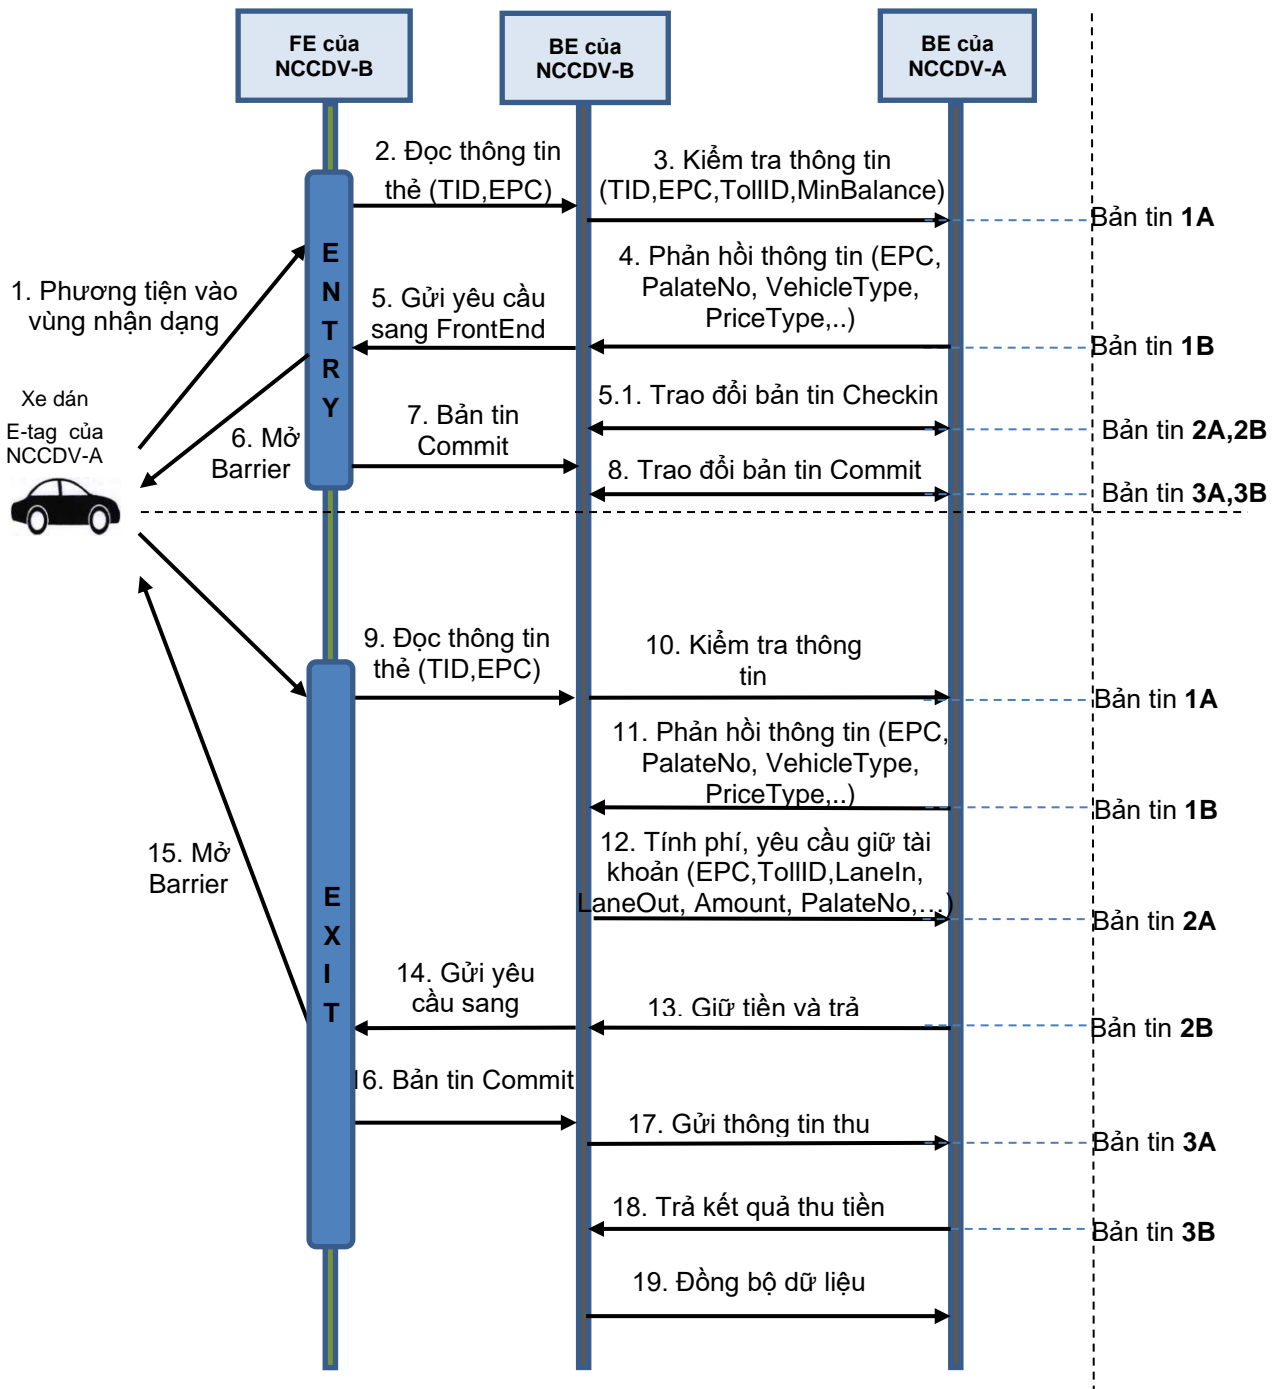 FE của
NCCDV-B
BE của
NCCDV-B
BE của
NCCDV-A
2. Đọc thông tin
thẻ (TID,EPC)
3. Kiểm tra thông tin
(TID,EPC,TollID,MinBalance)
Bản tin 1A
E
N
T
R
Y
1. Phương tiện vào
vùng nhận dạng
4. Phản hồi thông tin (EPC,
PalateNo, VehicleType,
PriceType,..)
5. Gửi yêu cầu
sang FrontEnd
Bản tin 1B
Xe dán
E-tag của
NCCDV-A
5.1. Trao đổi bản tin Checkin
Bản tin 2A,2B
6. Mở
Barrier
7. Bản tin
Commit
8. Trao đổi bản tin Commit
Bản tin 3A,3B
9. Đọc thông tin
thẻ (TID,EPC)
10. Kiểm tra thông
tin
Bản tin 1A
11. Phản hồi thông tin (EPC,
PalateNo, VehicleType,
PriceType,..)
Bản tin 1B
12. Tính phí, yêu cầu giữ tài
khoản (EPC,TollID,LaneIn,
LaneOut, Amount, PalateNo,…)
Bản tin 2A
15. Mở
Barrier
E
X
I
T
14. Gửi yêu
cầu sang
13. Giữ tiền và trả
Bản tin 2B
16. Bản tin Commit
17. Gửi thông tin thu
Bản tin 3A
18. Trả kết quả thu tiền
Bản tin 3B
19. Đồng bộ dữ liệu